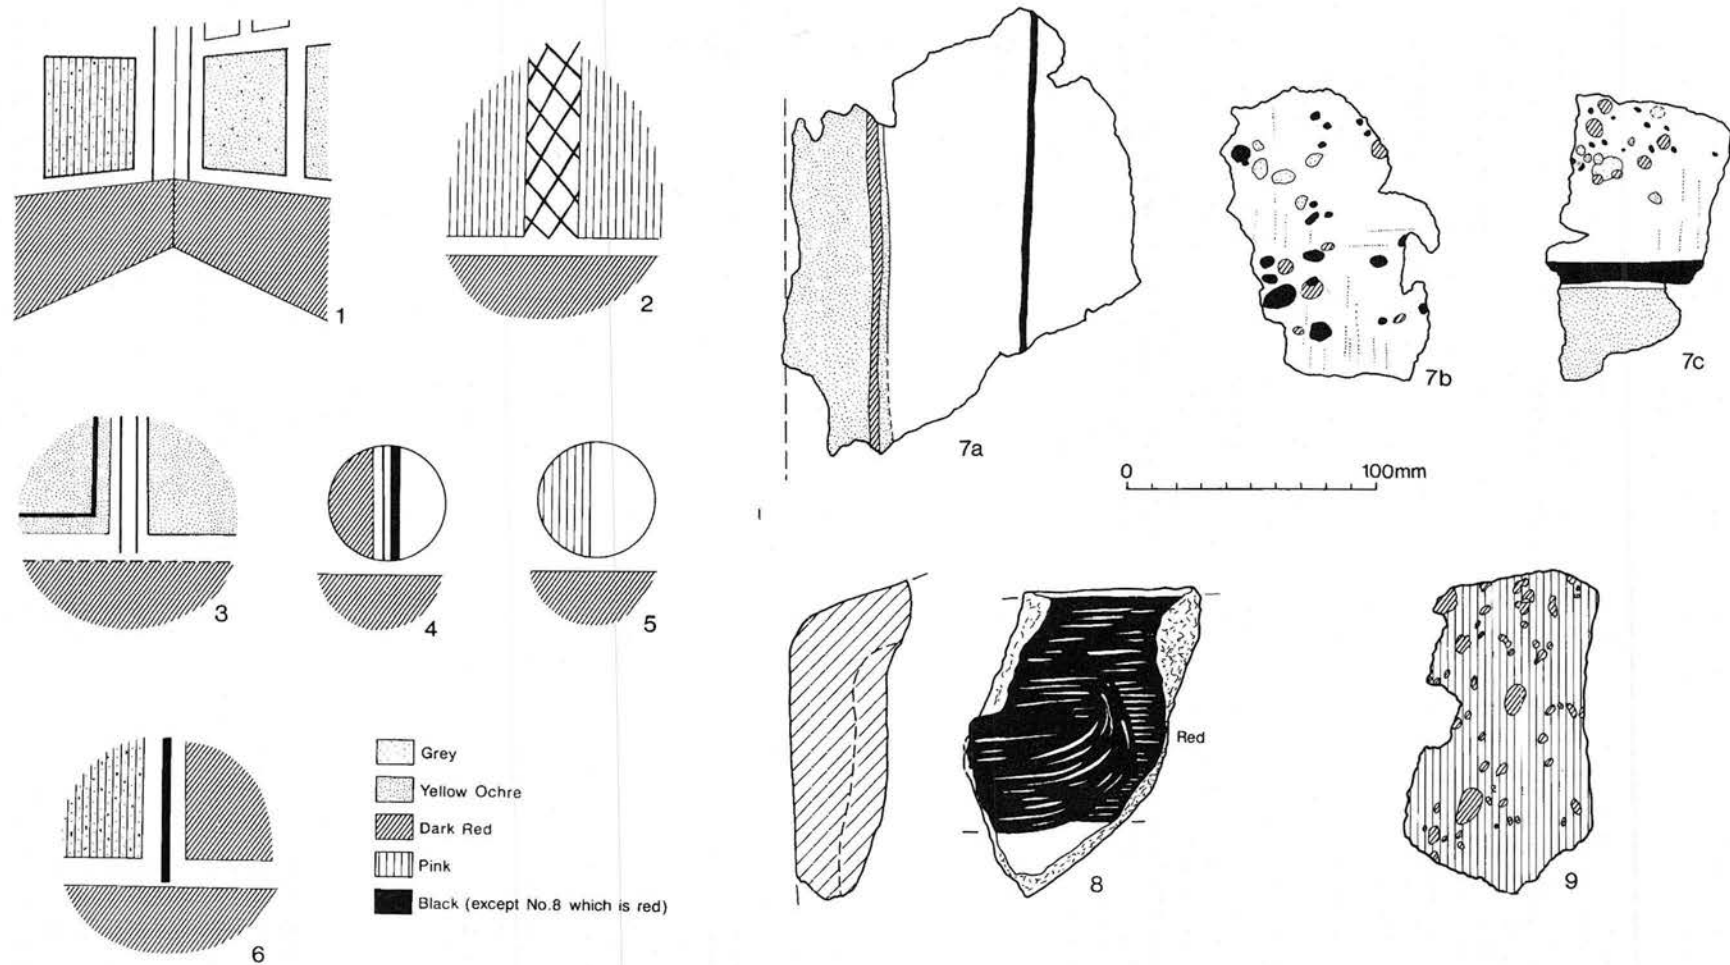 1
2
3
4
5
6
Grey
Yellow Ochre
Dark Red
Pink
Black (except No.8 which is red)
7a
7b
7c
0 100mm
Red
8
9